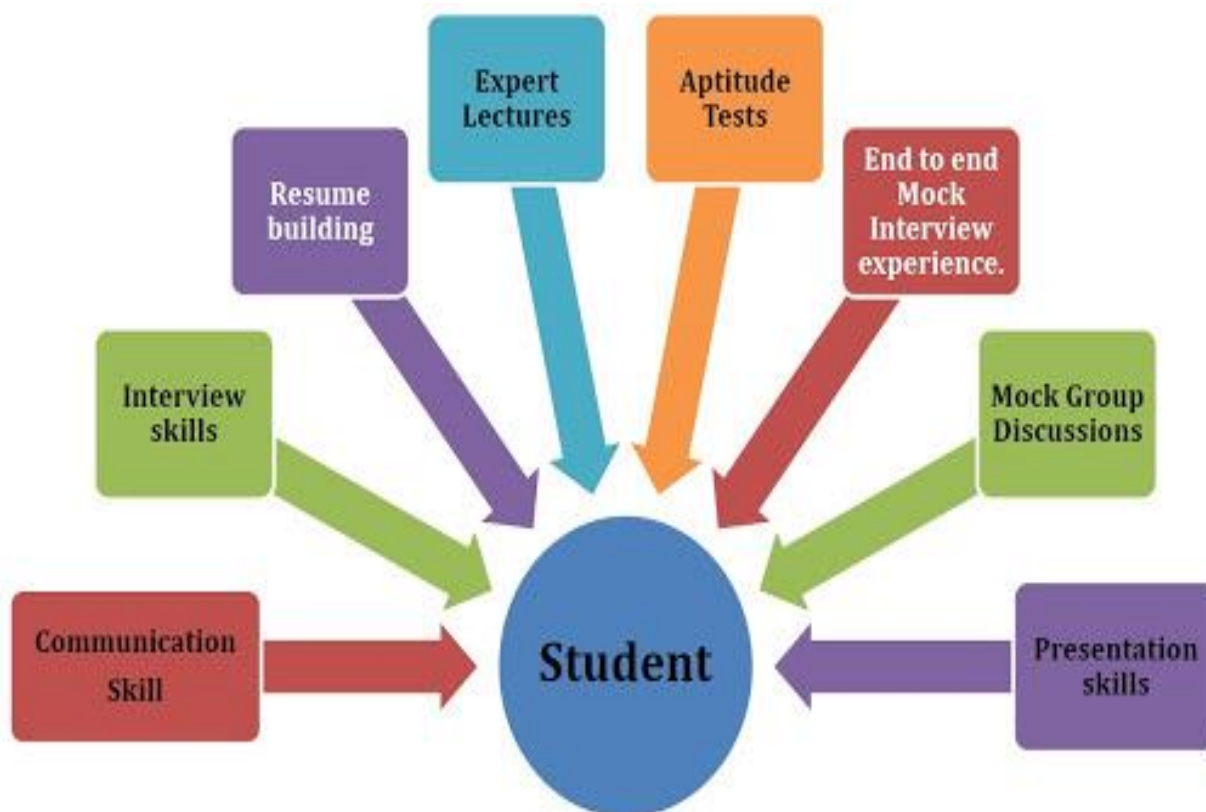 Expert
Lectures
Aptitude
Tests
Resume
building
End to end
Mock
Interview
experience.
Interview
skills
Mock Group
Discussions
Communication
Skill
Student
Presentation
skills